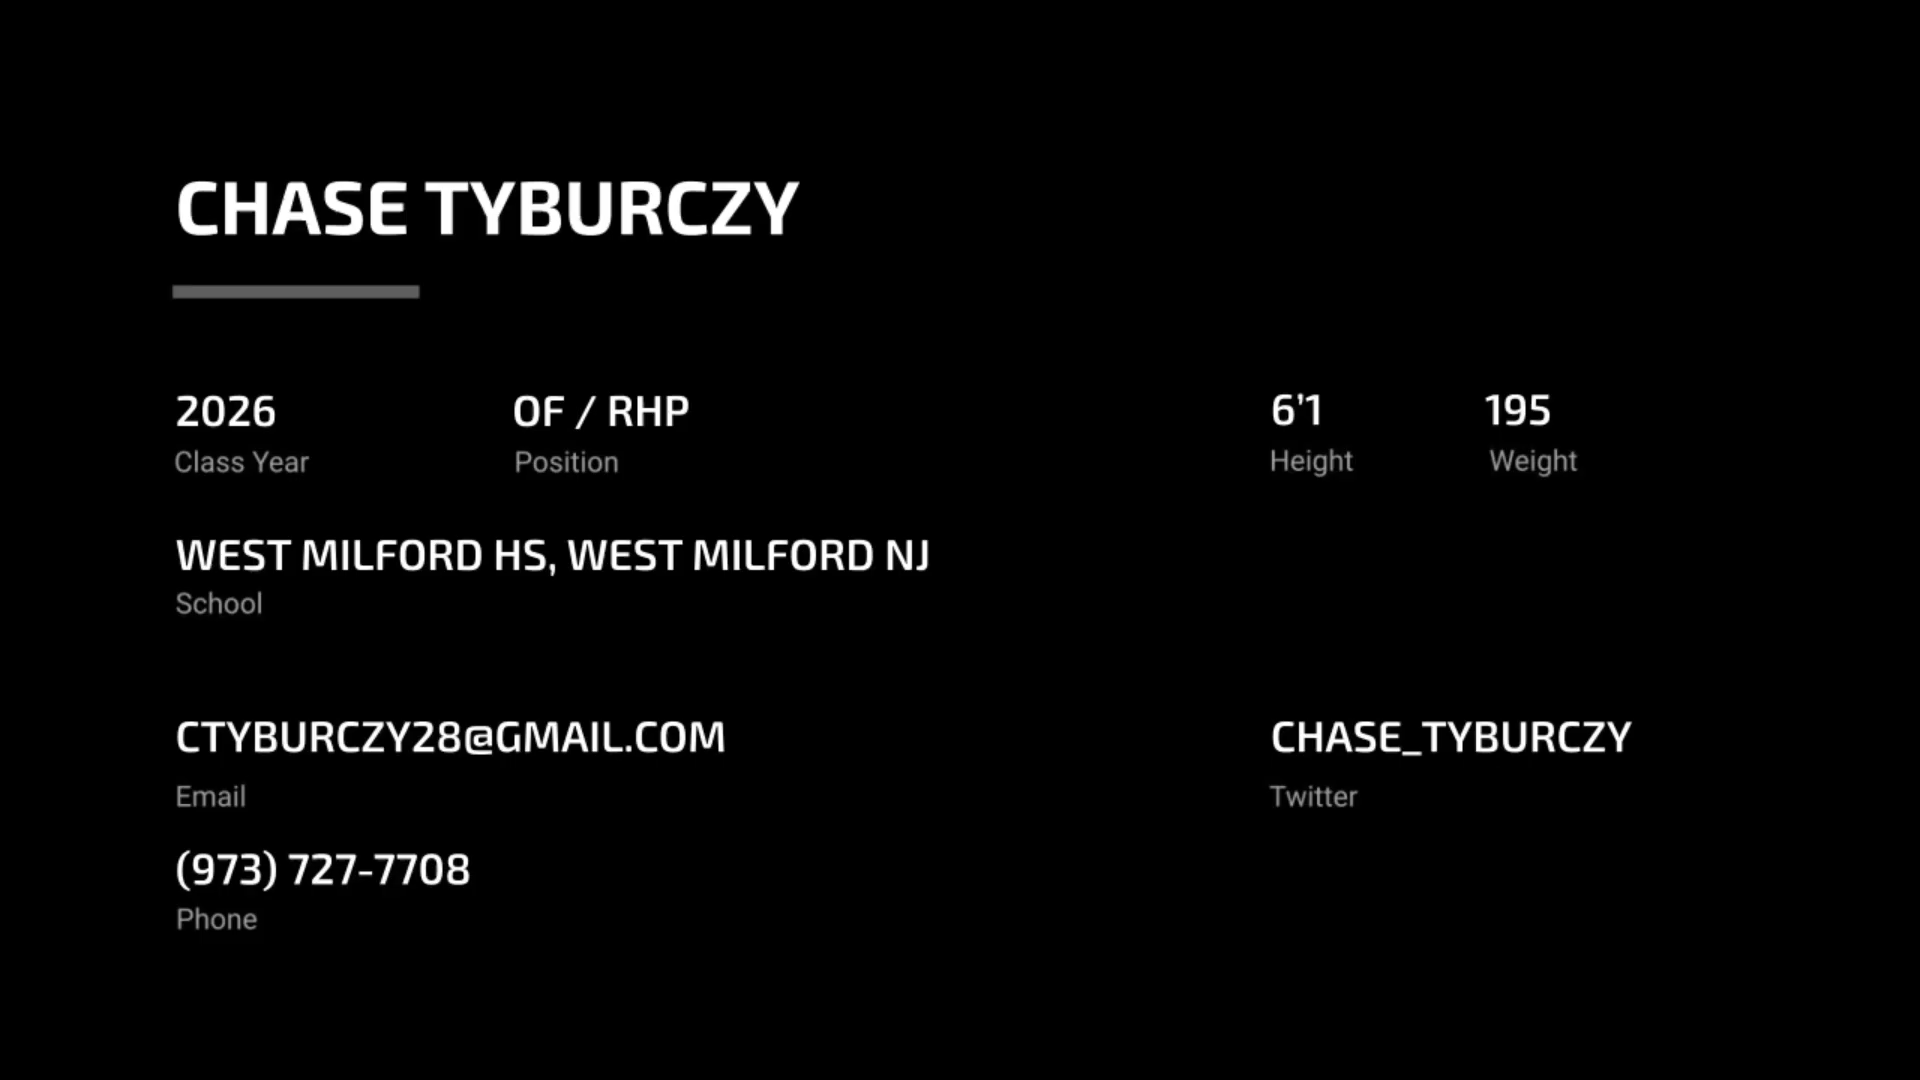 CHASE TYBURCZY
2026
Class Year
OF / RHP
Position
6'1
Height
195
Weight
WEST MILFORD HS, WEST MILFORD NJ
School
CTYBURCZY28@GMAIL.COM
Email
CHASE_TYBURCZY
Twitter
(973) 727-7708
Phone